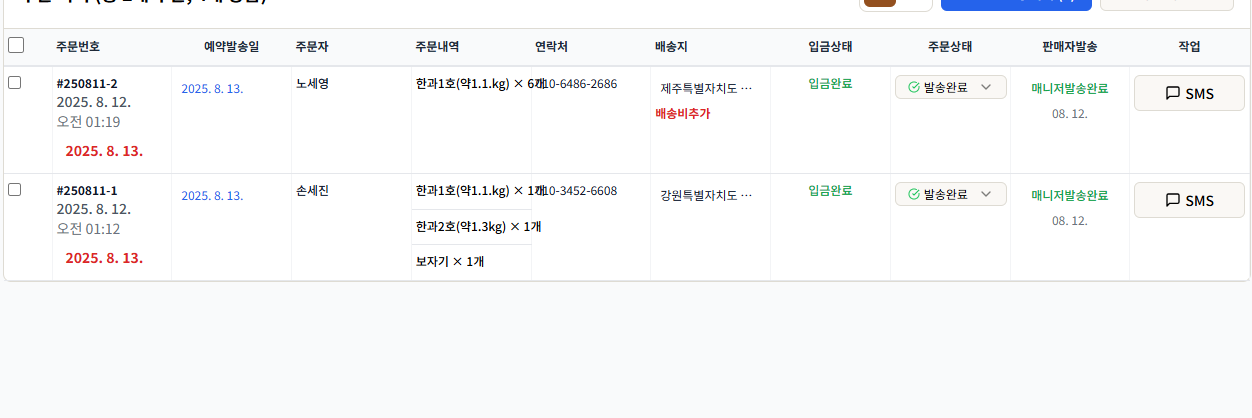 주문번호 예약발송일 주문자 주문내역 연락처 배송지 입금상태 주문상태 판매자발송 작업
#250811-2 2025. 8. 13. 노세영 한과1호(약1.1.kg) × 6개 010-6486-2686 제주특별자치도 … 입금완료 발송완료 매니저발송완료 SMS
2025. 8. 12. 배송비추가 08. 12.
오전 01:19
2025. 8. 13.
#250811-1 2025. 8. 13. 손세진 한과1호(약1.1.kg) × 1개 010-3452-6608 강원특별자치도 … 입금완료 발송완료 매니저발송완료 SMS
2025. 8. 12. 한과2호(약1.3kg) × 1개 08. 12.
오전 01:12
2025. 8. 13. 보자기 × 1개